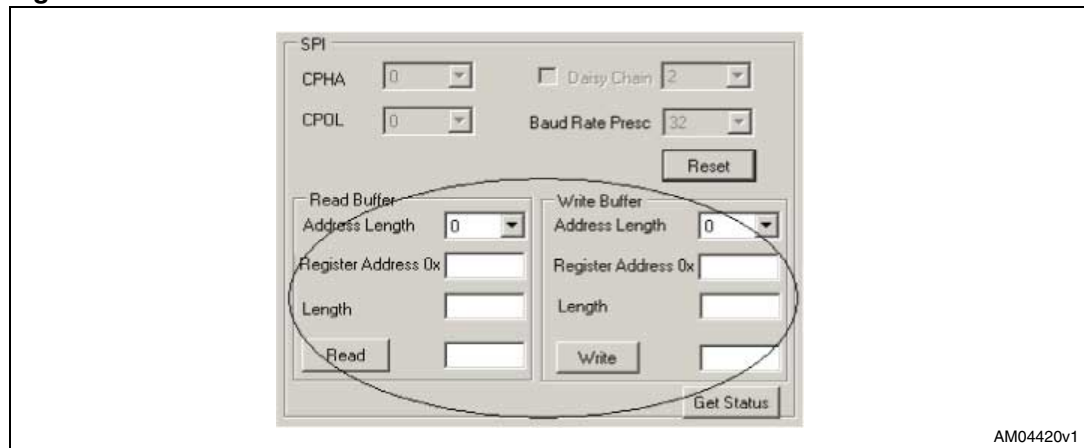 SPI
CPHA 0 Daisy Chain 2
CPOL 0 Baud Rate Presc 32
Reset
Read Buffer
Address Length 0
Register Address 0x
Length
Read
Write Buffer
Address Length 0
Register Address 0x
Length
Write
Get Status
AM04420v1